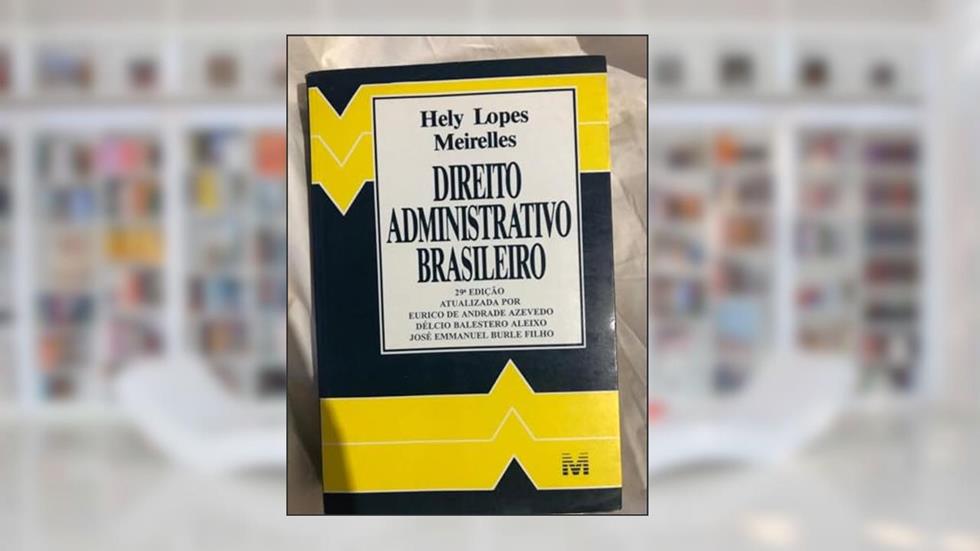 Hely Lopes
Meirelles
DIREITO
ADMINISTRATIVO
BRASILEIRO
29ª EDIÇÃO
ATUALIZADA POR
EURICO DE ANDRADE AZEVEDO
DÉLCIO BALESTERO ALEIXO
JOSÉ EMMANUEL BURLE FILHO
M